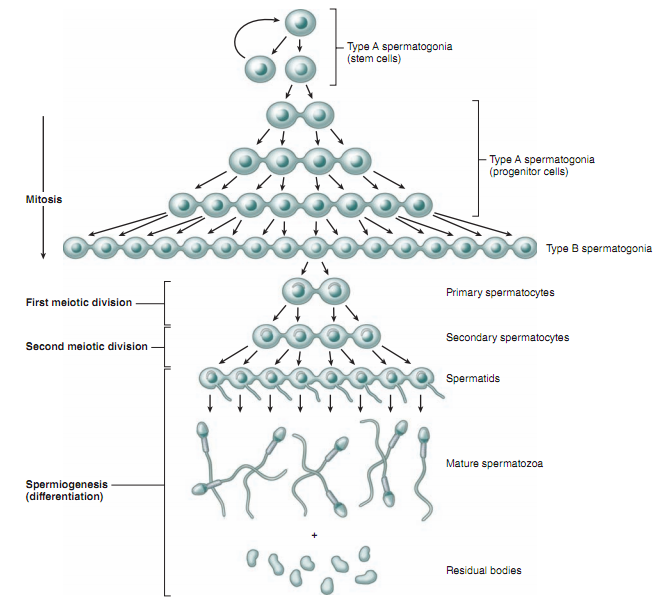 Type A spermatogonia
(stem cells)
Type A spermatogonia
(progenitor cells)
Mitosis
Type B spermatogonia
Primary spermatocytes
First meiotic division
Secondary spermatocytes
Second meiotic division
Spermatids
Mature spermatozoa
Spermiogenesis
(differentiation)
+
Residual bodies